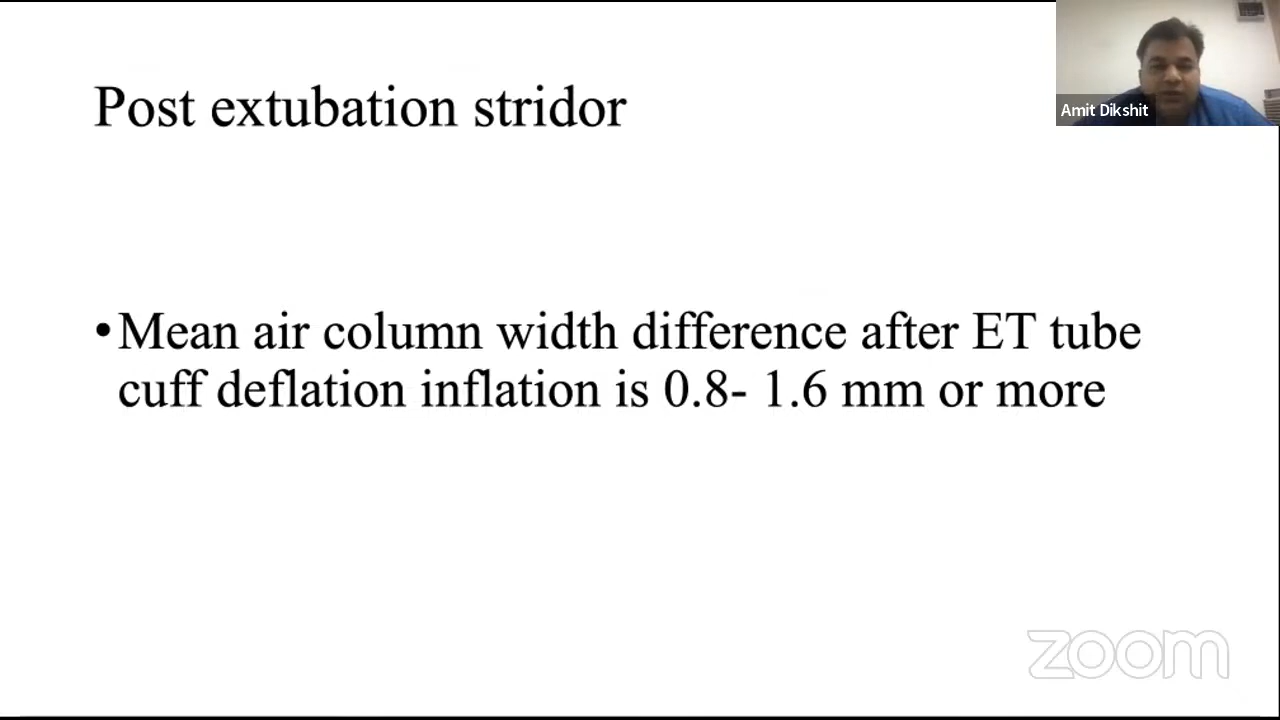 Post extubation stridor
Amit Dikshit
•Mean air column width difference after ET tube
cuff deflation inflation is 0.8- 1.6 mm or more
zoom